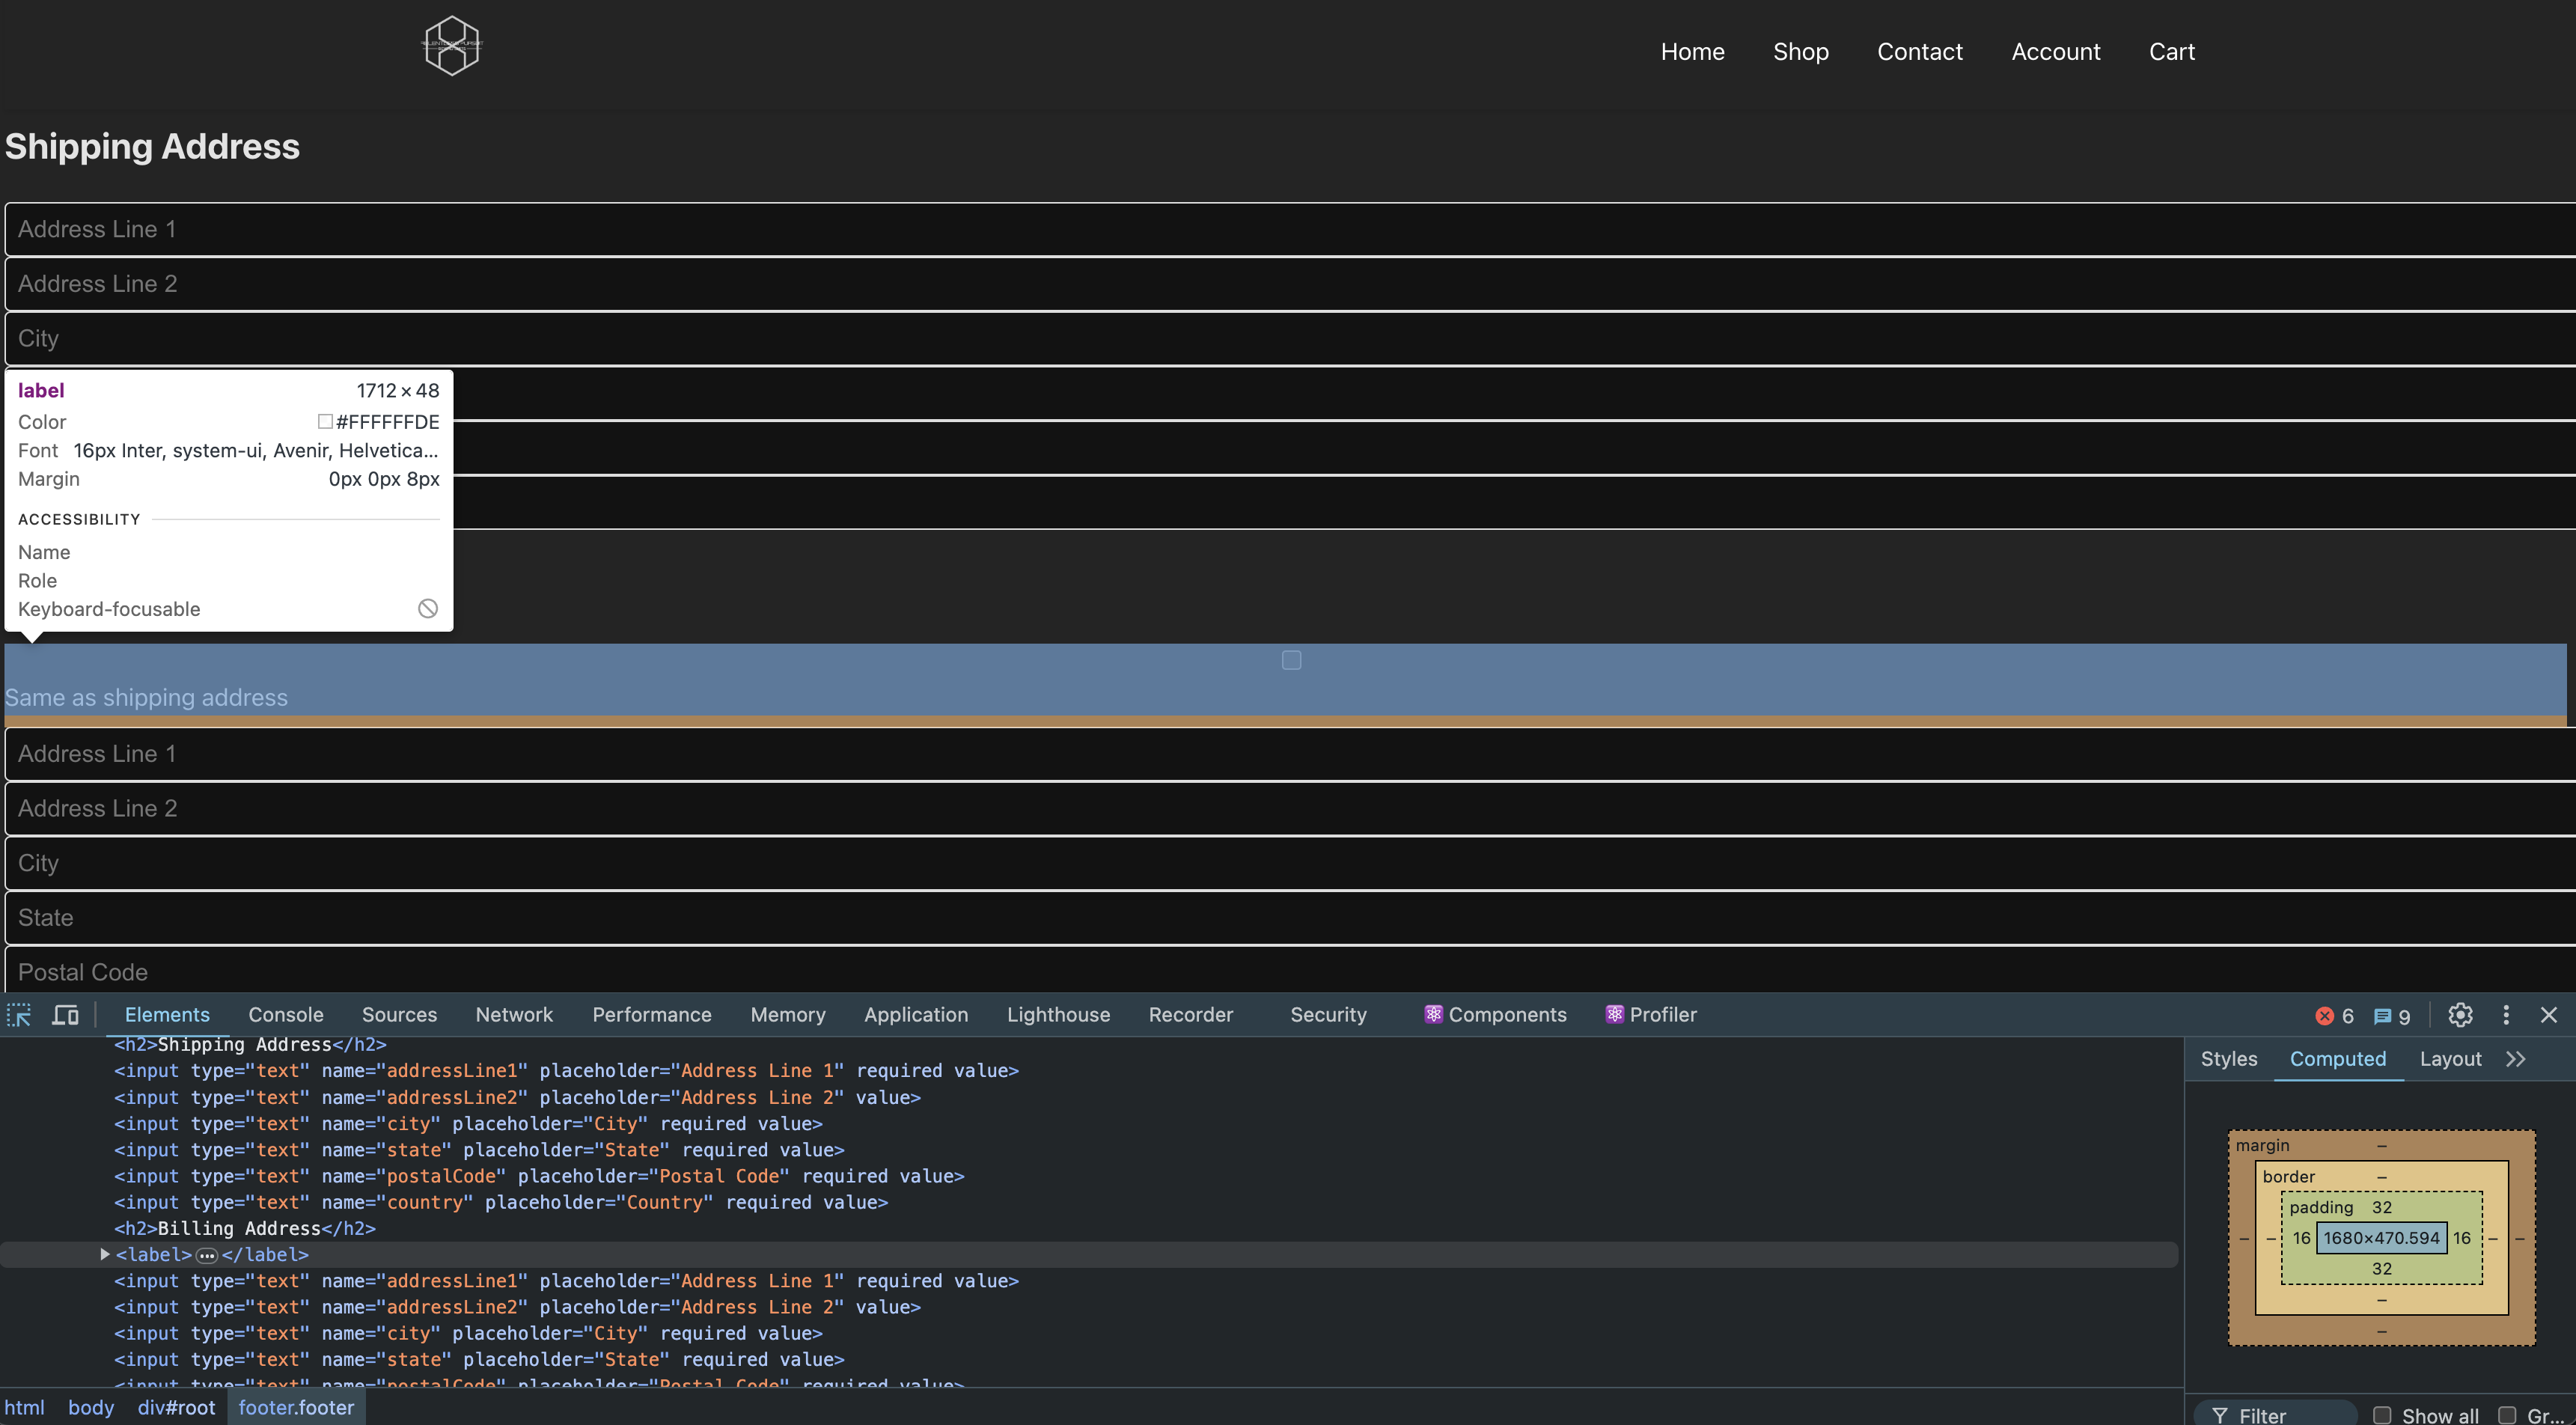 Home Shop Contact Account Cart
Shipping Address
Address Line 1
Address Line 2
City
label 1712 × 48
Color #FFFFFFDE
Font 16px Inter, system-ui, Avenir, Helvetica...
Margin 0px 0px 8px
ACCESSIBILITY
Name
Role
Keyboard-focusable
Same as shipping address
Address Line 1
Address Line 2
City
State
Postal Code
Elements Console Sources Network Performance Memory Application Lighthouse Recorder Security Components Profiler 6 9
<h2>Shipping Address</h2>
<input type="text" name="addressLine1" placeholder="Address Line 1" required value>
<input type="text" name="addressLine2" placeholder="Address Line 2" value>
<input type="text" name="city" placeholder="City" required value>
<input type="text" name="state" placeholder="State" required value>
<input type="text" name="postalCode" placeholder="Postal Code" required value>
<input type="text" name="country" placeholder="Country" required value>
<h2>Billing Address</h2>
<label>…</label>
<input type="text" name="addressLine1" placeholder="Address Line 1" required value>
<input type="text" name="addressLine2" placeholder="Address Line 2" value>
<input type="text" name="city" placeholder="City" required value>
<input type="text" name="state" placeholder="State" required value>
<input type="text" name="postalCode" placeholder="Postal Code" required value>
html body div#root footer.footer
Styles Computed Layout
margin –
border –
padding 32
– – 16 1680×470.594 16 – –
32
–
–
Filter Show all Gr...